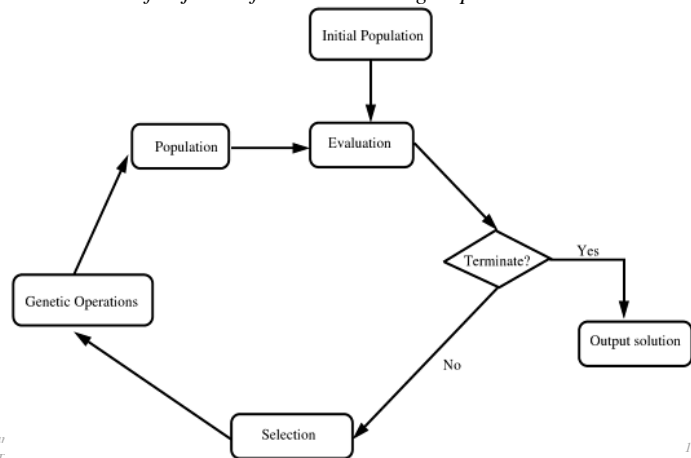 Initial Population
Population
Evaluation
Terminate?
Yes
Genetic Operations
Output solution
No
Selection